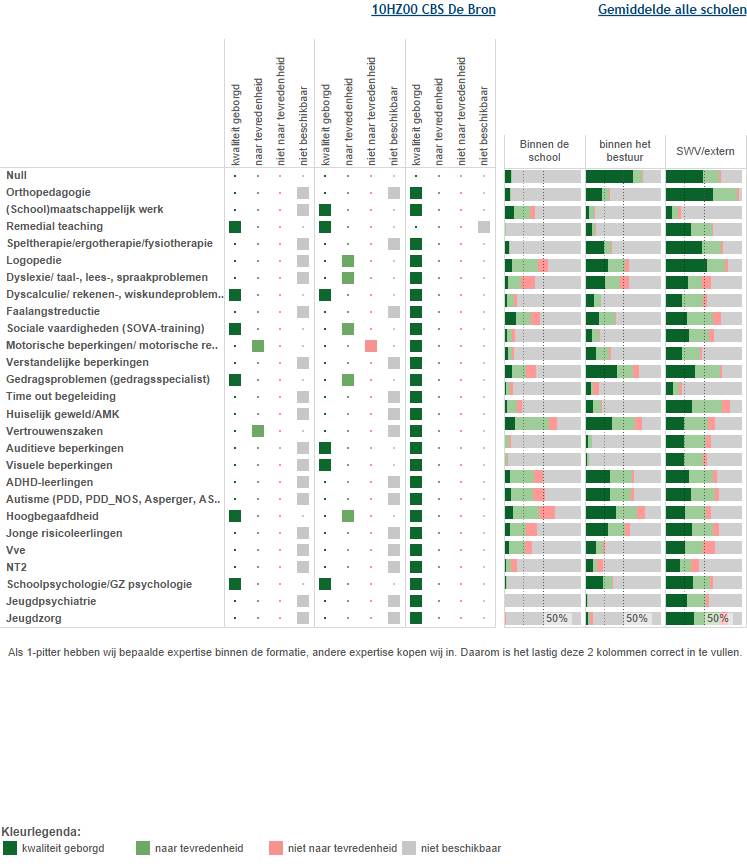 10HZ00 CBS De Bron
Gemiddelde alle scholen
kwaliteit geborgd
naar tevredenheid
niet naar tevredenheid
niet beschikbaar
kwaliteit geborgd
naar tevredenheid
niet naar tevredenheid
niet beschikbaar
kwaliteit geborgd
naar tevredenheid
niet naar tevredenheid
niet beschikbaar
Binnen de school
binnen het bestuur
SWV/extern
Null
Orthopedagogie
(School)maatschappelijk werk
Remedial teaching
Speltherapie/ergotherapie/fysiotherapie
Logopedie
Dyslexie/ taal-, lees-, spraakproblemen
Dyscalculie/ rekenen-, wiskundeproblem..
Faalangstreductie
Sociale vaardigheden (SOVA-training)
Motorische beperkingen/ motorische re..
Verstandelijke beperkingen
Gedragsproblemen (gedragsspecialist)
Time out begeleiding
Huiselijk geweld/AMK
Vertrouwenszaken
Auditieve beperkingen
Visuele beperkingen
ADHD-leerlingen
Autisme (PDD, PDD_NOS, Asperger, AS..
Hoogbegaafdheid
Jonge risicoleerlingen
Vve
NT2
Schoolpsychologie/GZ psychologie
Jeugdpsychiatrie
Jeugdzorg
50% 50% 50%
Als 1-pitter hebben wij bepaalde expertise binnen de formatie, andere expertise kopen wij in. Daarom is het lastig deze 2 kolommen correct in te vullen.
Kleurlegenda:
kwaliteit geborgd naar tevredenheid niet naar tevredenheid niet beschikbaar